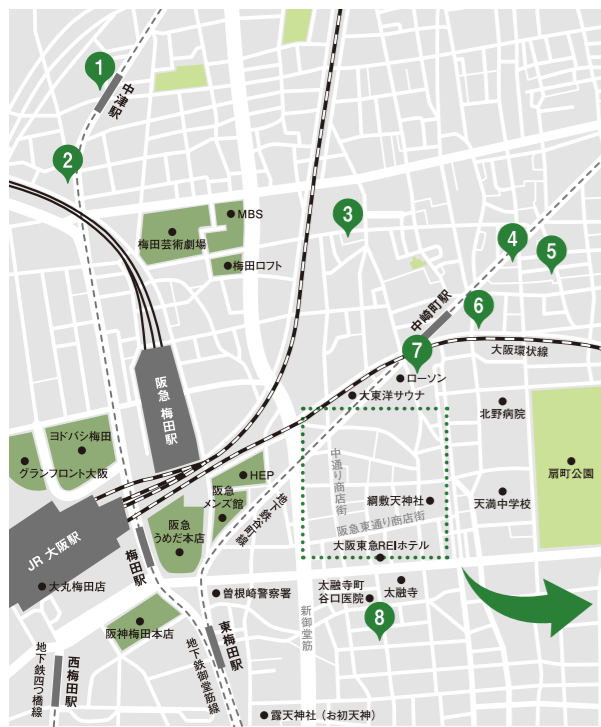 1
中津駅
2
3
MBS
梅田芸術劇場
梅田ロフト
4
5
6
中崎町駅
7
大阪環状線
ローソン
大東洋サウナ
北野病院
阪急 梅田駅
ヨドバシ梅田
グランフロント大阪
HEP
阪急
メンズ館
地下鉄谷町線
中通り商店街
綱敷天神社
阪急東通り商店街
天満中学校
扇町公園
阪急
うめだ本店
JR 大阪駅
梅田駅
大阪東急REIホテル
大丸梅田店
曽根崎警察署
太融寺町
谷口医院
太融寺
8
新御堂筋
阪神梅田本店
東梅田駅
地下鉄御堂筋線
西梅田駅
地下鉄四つ橋線
露天神社（お初天神）